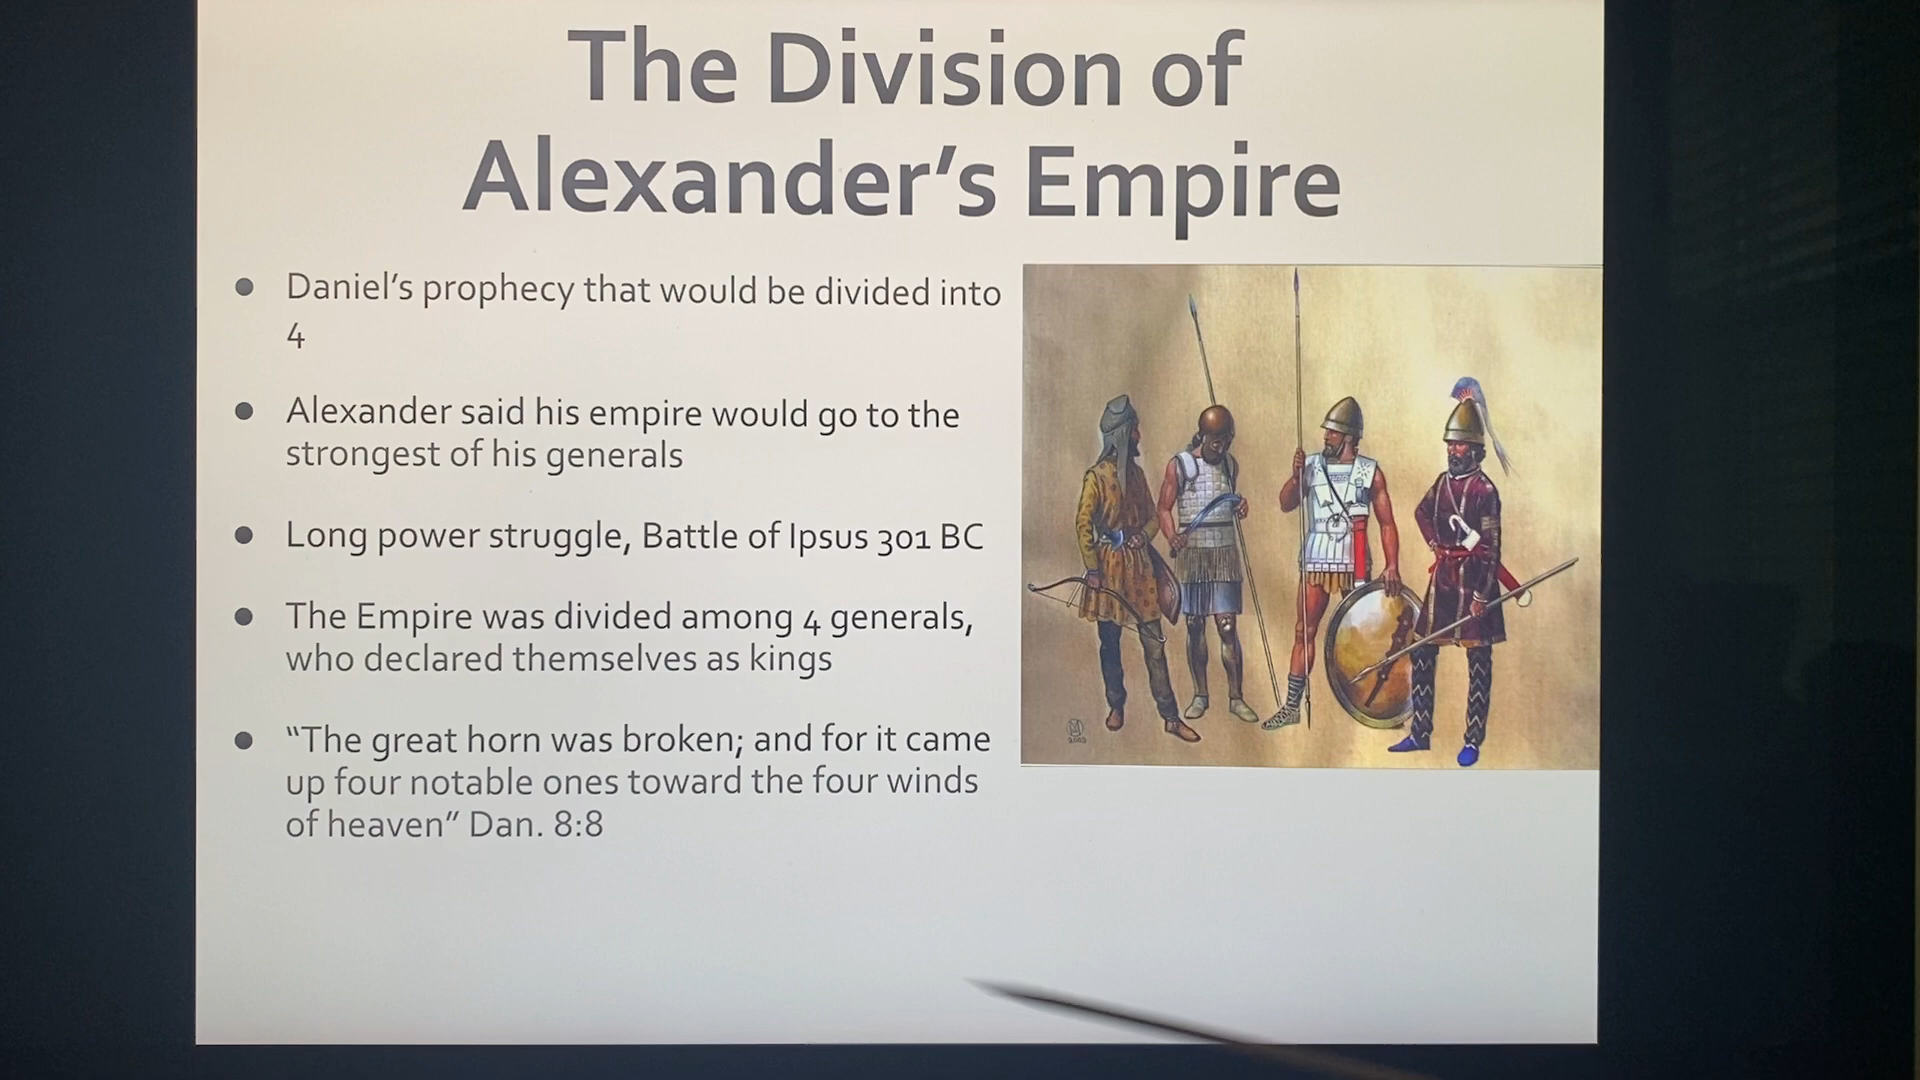 The Division of
Alexander’s Empire
• Daniel’s prophecy that would be divided into
4
• Alexander said his empire would go to the
strongest of his generals
• Long power struggle, Battle of Ipsus 301 BC
• The Empire was divided among 4 generals,
who declared themselves as kings
• “The great horn was broken; and for it came
up four notable ones toward the four winds
of heaven” Dan. 8:8